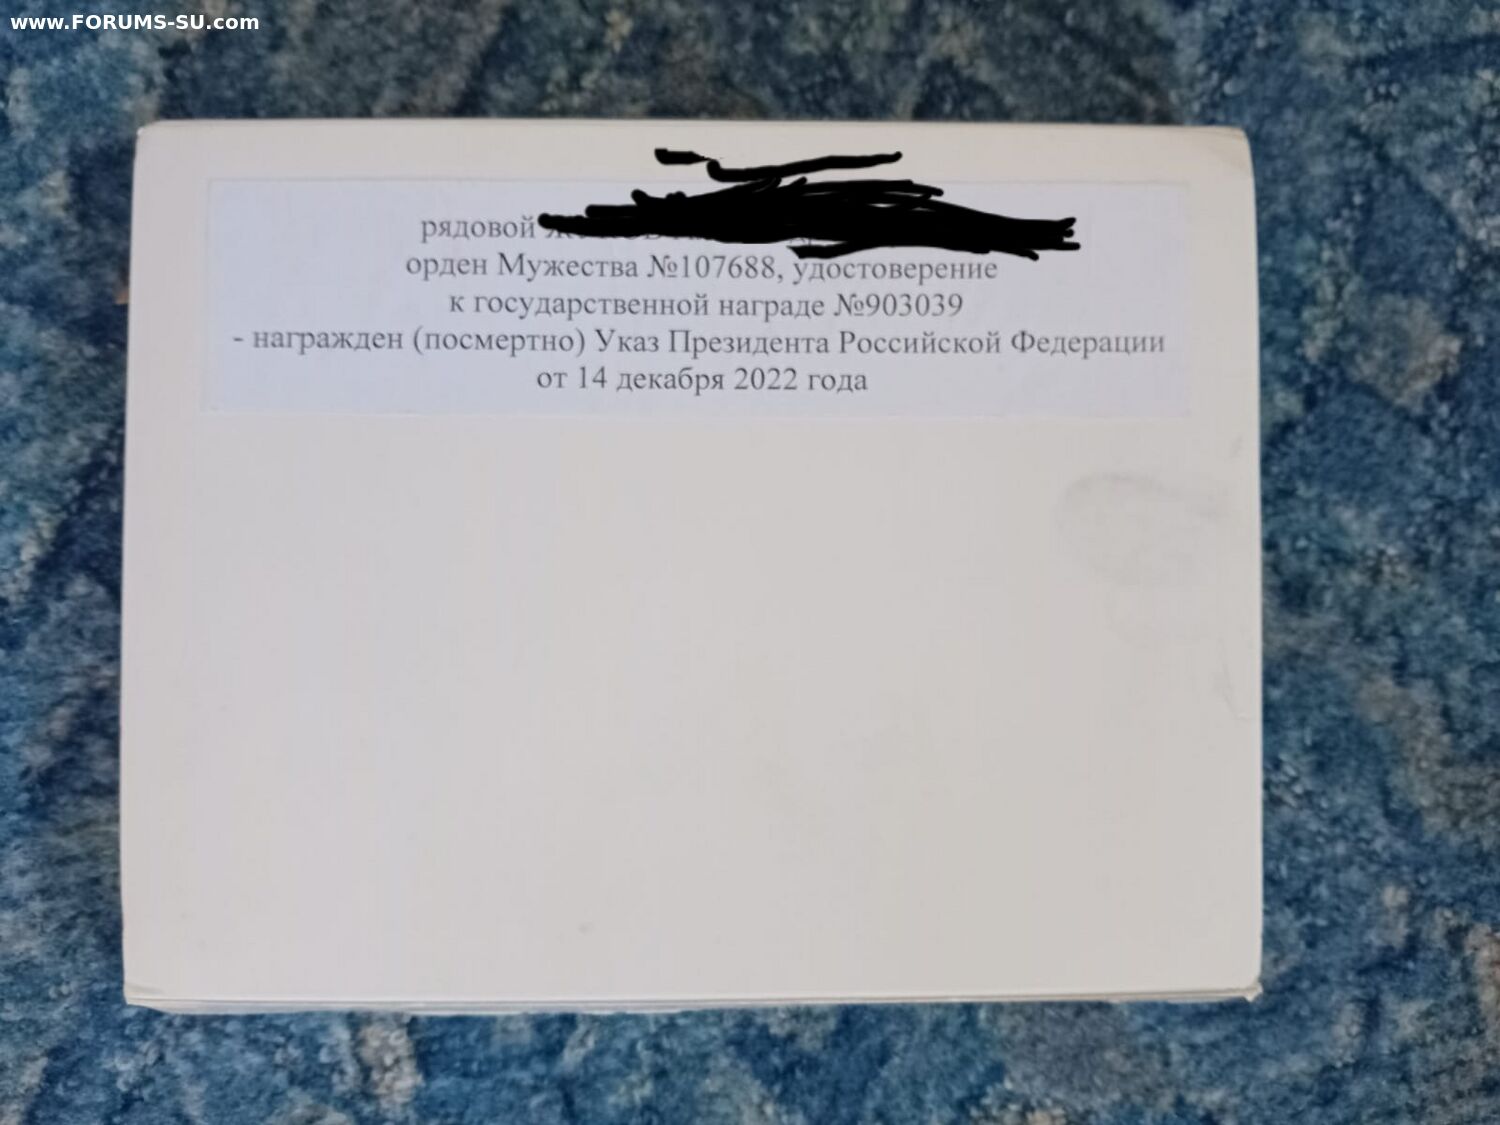 www.FORUMS-SU.com
рядовой
орден Мужества №107688, удостоверение
к государственной награде №903039
- награжден (посмертно) Указ Президента Российской Федерации
от 14 декабря 2022 года